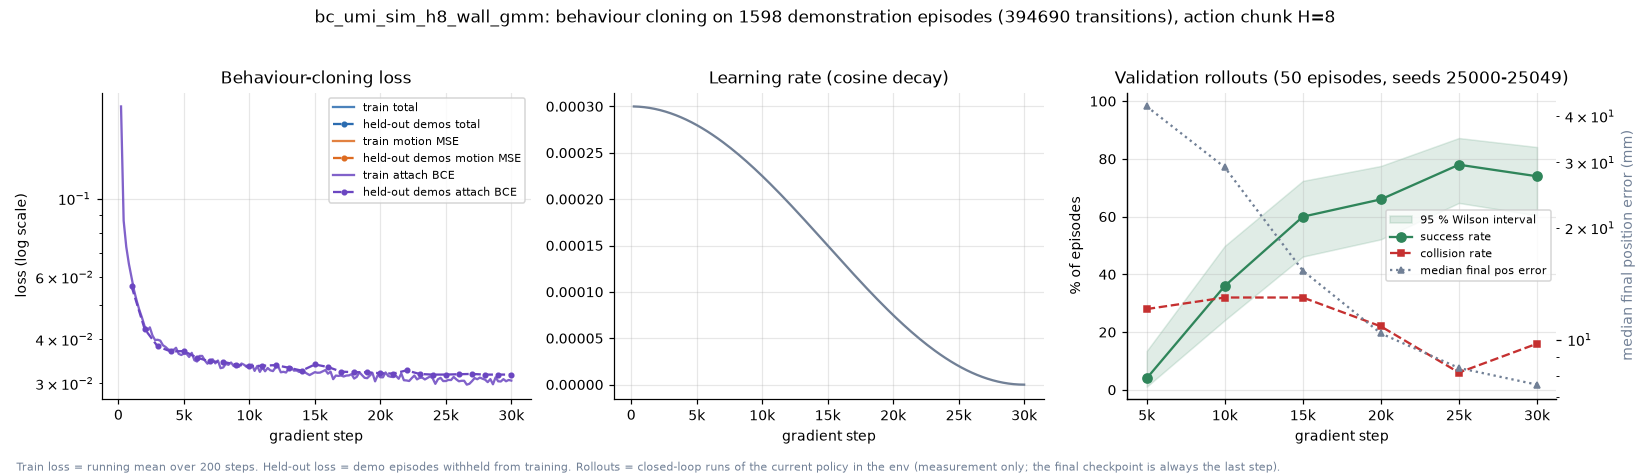 bc_umi_sim_h8_wall_gmm: behaviour cloning on 1598 demonstration episodes (394690 transitions), action chunk H=8
Behaviour-cloning loss
loss (log scale)
10⁻¹
6 × 10⁻²
4 × 10⁻²
3 × 10⁻²
train total
held-out demos total
train motion MSE
held-out demos motion MSE
train attach BCE
held-out demos attach BCE
0 5k 10k 15k 20k 25k 30k
gradient step
Learning rate (cosine decay)
0.00030
0.00025
0.00020
0.00015
0.00010
0.00005
0.00000
0 5k 10k 15k 20k 25k 30k
gradient step
Validation rollouts (50 episodes, seeds 25000-25049)
% of episodes
100
80
60
40
20
0
95 % Wilson interval
success rate
collision rate
median final pos error
4 × 10¹
3 × 10¹
2 × 10¹
10¹
median final position error (mm)
5k 10k 15k 20k 25k 30k
gradient step
Train loss = running mean over 200 steps. Held-out loss = demo episodes withheld from training. Rollouts = closed-loop runs of the current policy in the env (measurement only; the final checkpoint is always the last step).